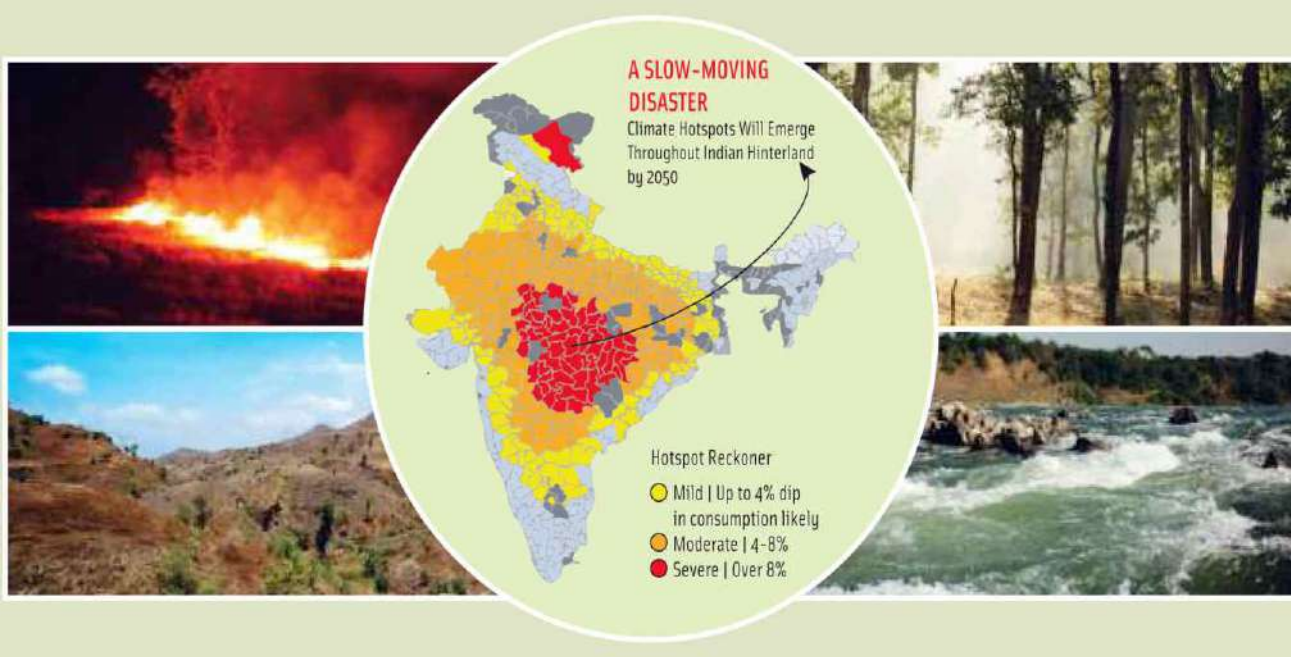 A SLOW-MOVING
DISASTER
Climate Hotspots Will Emerge
Throughout Indian Hinterland
by 2050
Hotspot Reckoner
Mild | Up to 4% dip
in consumption likely
Moderate | 4-8%
Severe | Over 8%